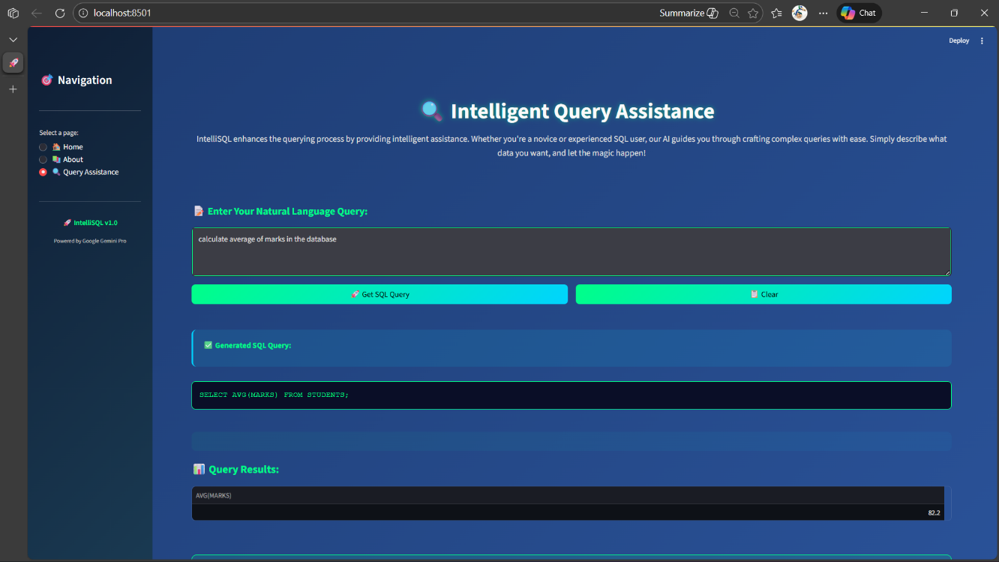 localhost:8501
Summarize
Chat
Deploy
Navigation
Select a page:
Home
About
Query Assistance
IntelliSQL v1.0
Powered by Google Gemini Pro
Intelligent Query Assistance
IntelliSQL enhances the querying process by providing intelligent assistance. Whether you're a novice or experienced SQL user, our AI guides you through crafting complex queries with ease. Simply describe what
data you want, and let the magic happen!
Enter Your Natural Language Query:
calculate average of marks in the database
Get SQL Query
Clear
Generated SQL Query:
SELECT AVG(MARKS) FROM STUDENTS;
Query Results:
AVG(MARKS)
82.2